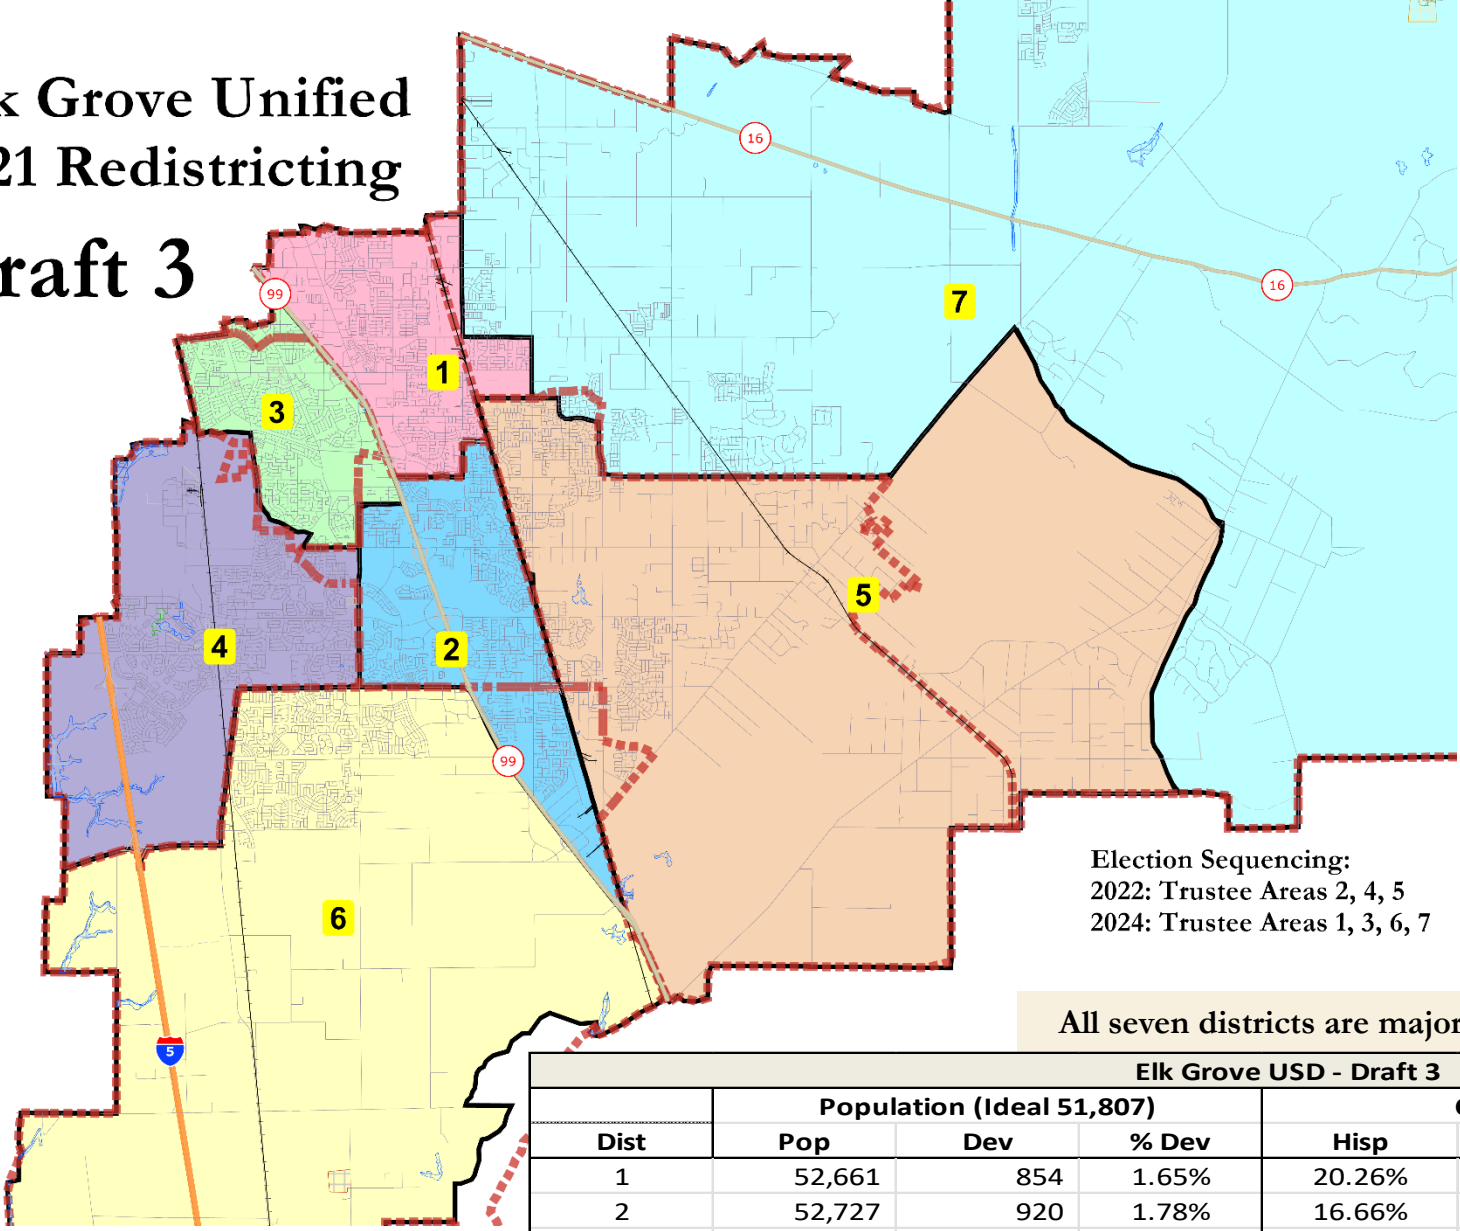 k Grove Unified
21 Redistricting
raft 3
16
99
16
7
1
3
5
4
2
99
6
5
Election Sequencing:
2022: Trustee Areas 2, 4, 5
2024: Trustee Areas 1, 3, 6, 7
All seven districts are major
Elk Grove USD - Draft 3
Population (Ideal 51,807)
Dist Pop Dev % Dev Hisp
1 52,661 854 1.65% 20.26%
2 52,727 920 1.78% 16.66%